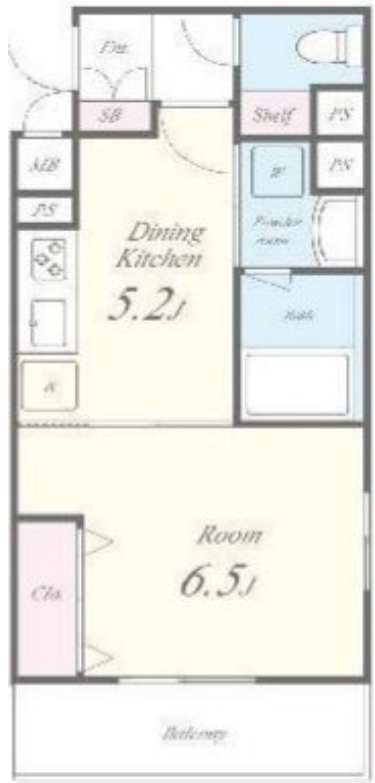 Ent.
SB
Shelf
PS
MB
PS
W
PS
Powder
room
Dining
Kitchen
5.2J
Bath
R
Room
6.5J
Clo.
Balcony